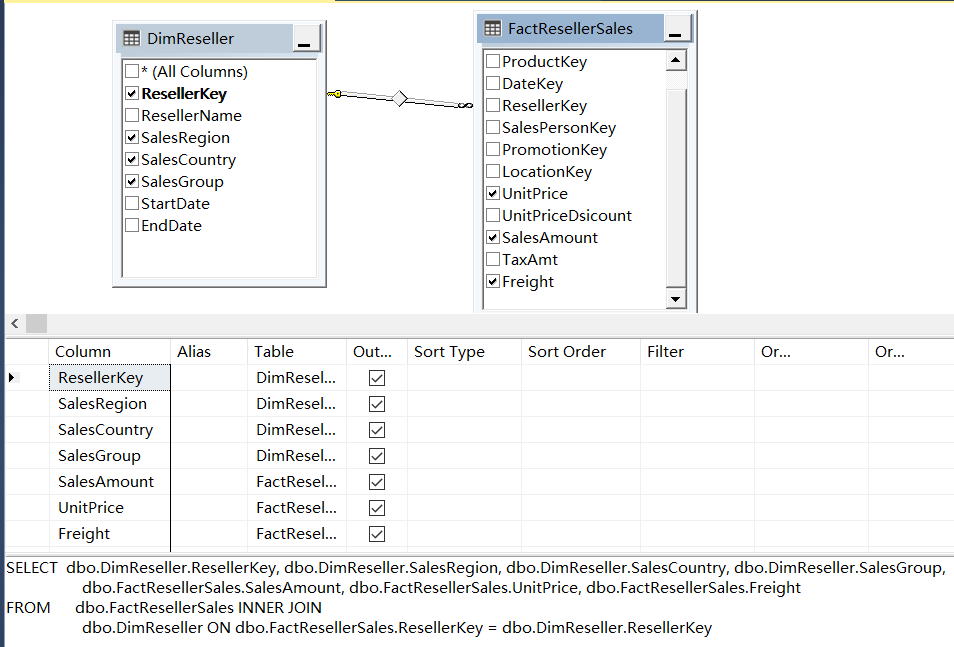 DimReseller
* (All Columns)
ResellerKey
ResellerName
SalesRegion
SalesCountry
SalesGroup
StartDate
EndDate
FactResellerSales
ProductKey
DateKey
ResellerKey
SalesPersonKey
PromotionKey
LocationKey
UnitPrice
UnitPriceDsicount
SalesAmount
TaxAmt
Freight
Column Alias Table Out... Sort Type Sort Order Filter Or... Or...
ResellerKey DimResel...
SalesRegion DimResel...
SalesCountry DimResel...
SalesGroup DimResel...
SalesAmount FactResel...
UnitPrice FactResel...
Freight FactResel...
SELECT dbo.DimReseller.ResellerKey, dbo.DimReseller.SalesRegion, dbo.DimReseller.SalesCountry, dbo.DimReseller.SalesGroup,
dbo.FactResellerSales.SalesAmount, dbo.FactResellerSales.UnitPrice, dbo.FactResellerSales.Freight
FROM dbo.FactResellerSales INNER JOIN
dbo.DimReseller ON dbo.FactResellerSales.ResellerKey = dbo.DimReseller.ResellerKey